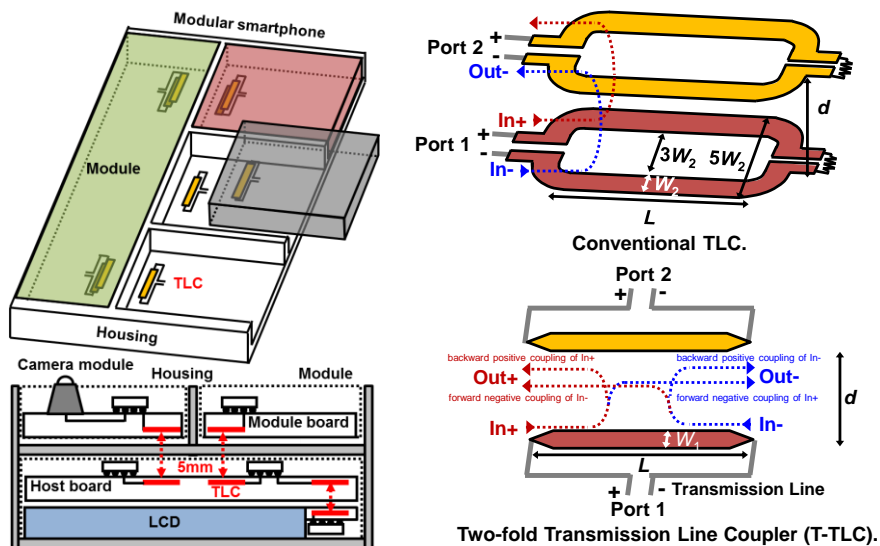 Modular smartphone
Module
TLC
Housing
Camera module
Housing
Module
Module board
5mm
Host board
TLC
LCD
+
Port 2
-
Out-
In+
+
Port 1
-
In-
d
3W2
5W2
W2
L
Conventional TLC.
Port 2
+ -
backward positive coupling of In+
backward positive coupling of In-
Out+
Out-
forward negative coupling of In-
forward negative coupling of In+
d
In+
In-
W1
L
+ - Transmission Line
Port 1
Two-fold Transmission Line Coupler (T-TLC).